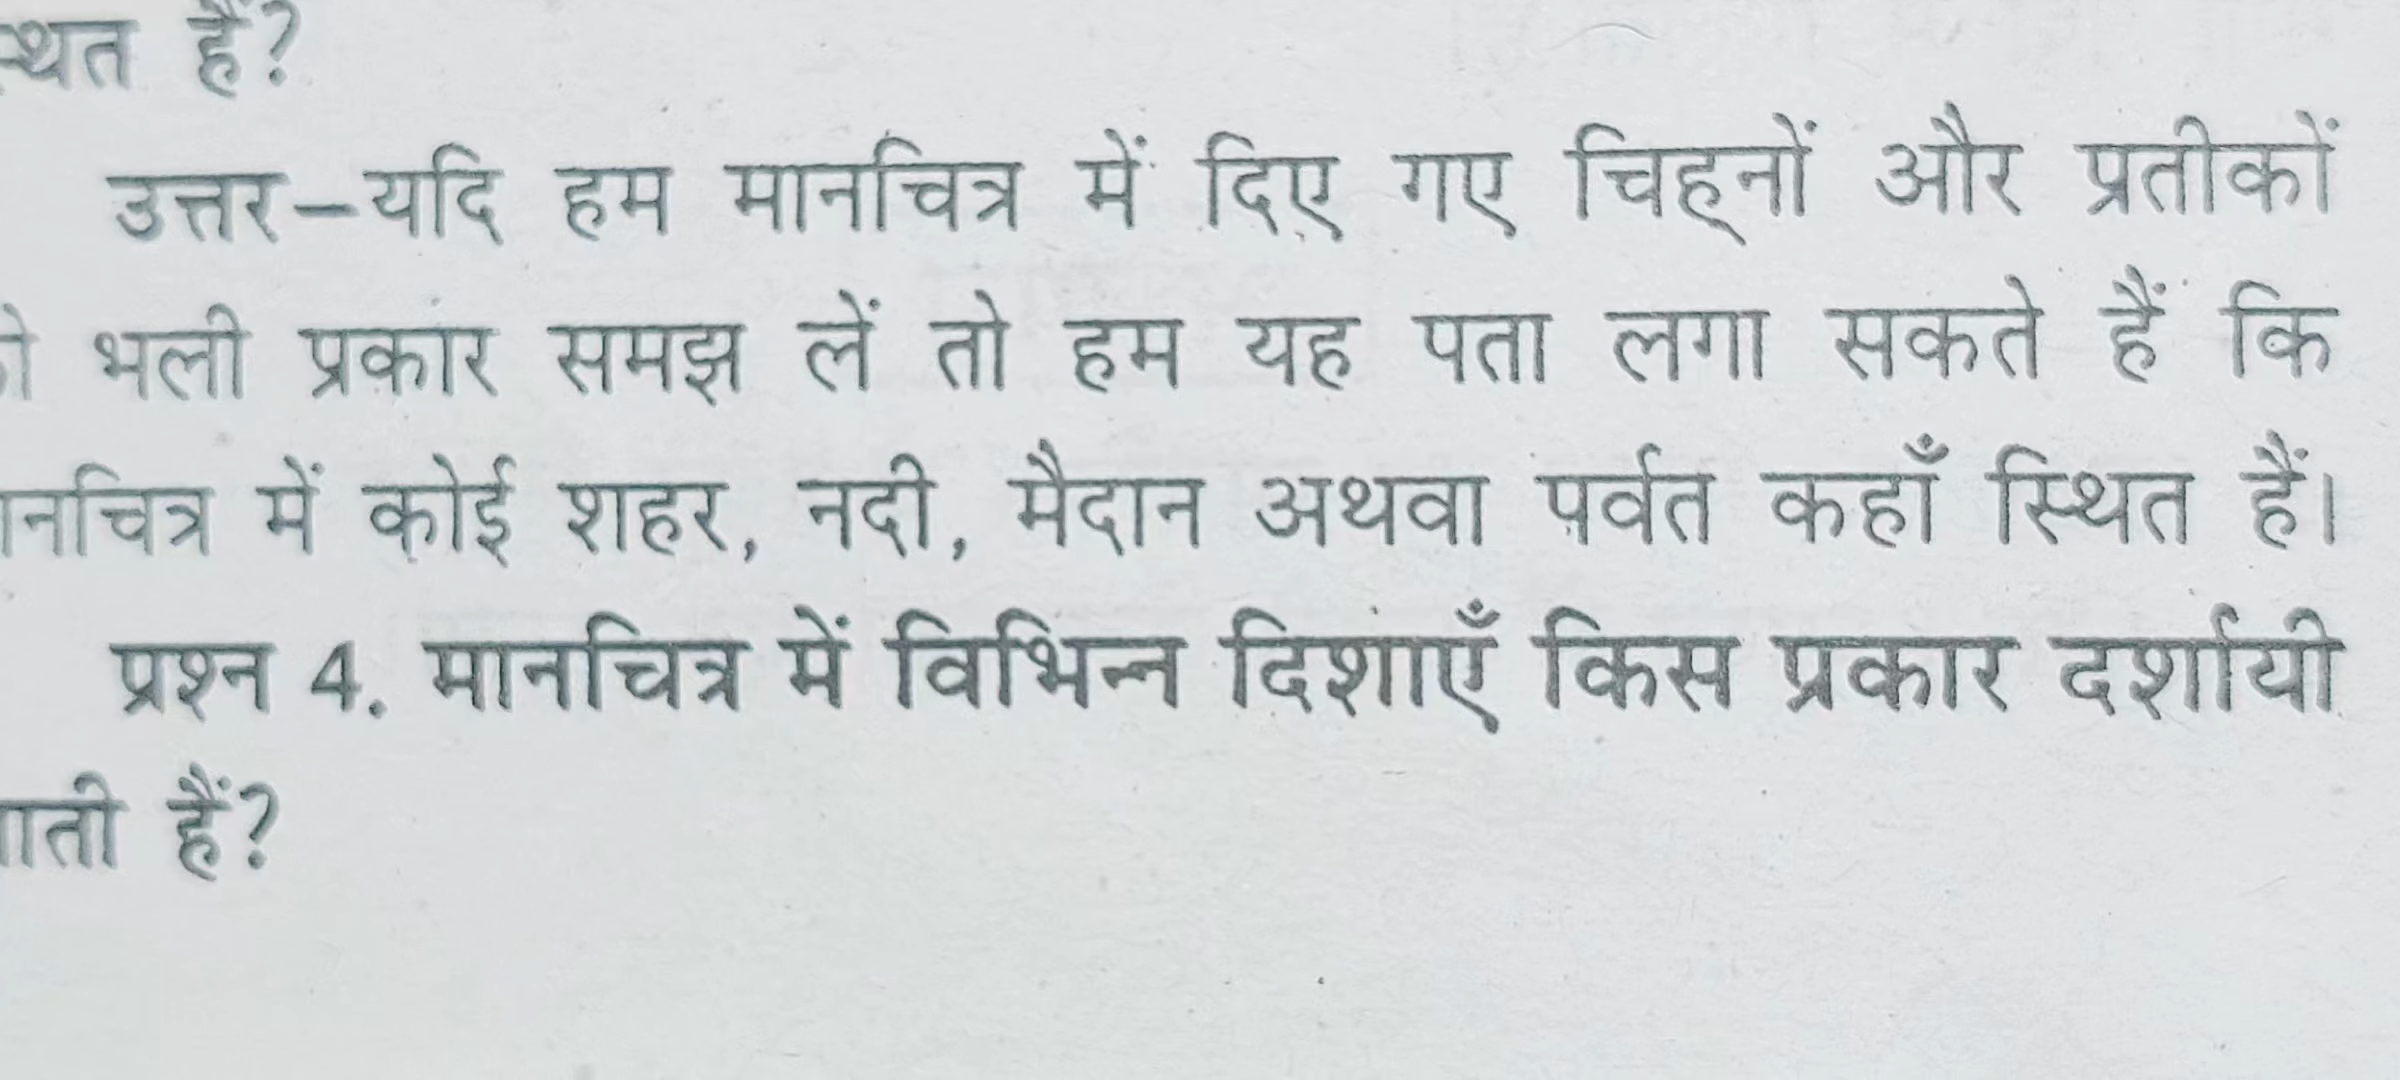 स्थत हैं?
उत्तर–यदि हम मानचित्र में दिए गए चिह्नों और प्रतीकों
भली प्रकार समझ लें तो हम यह पता लगा सकते हैं कि
ानचित्र में कोई शहर, नदी, मैदान अथवा पर्वत कहाँ स्थित हैं।
प्रश्न 4. मानचित्र में विभिन्न दिशाएँ किस प्रकार दर्शायी
ाती हैं?